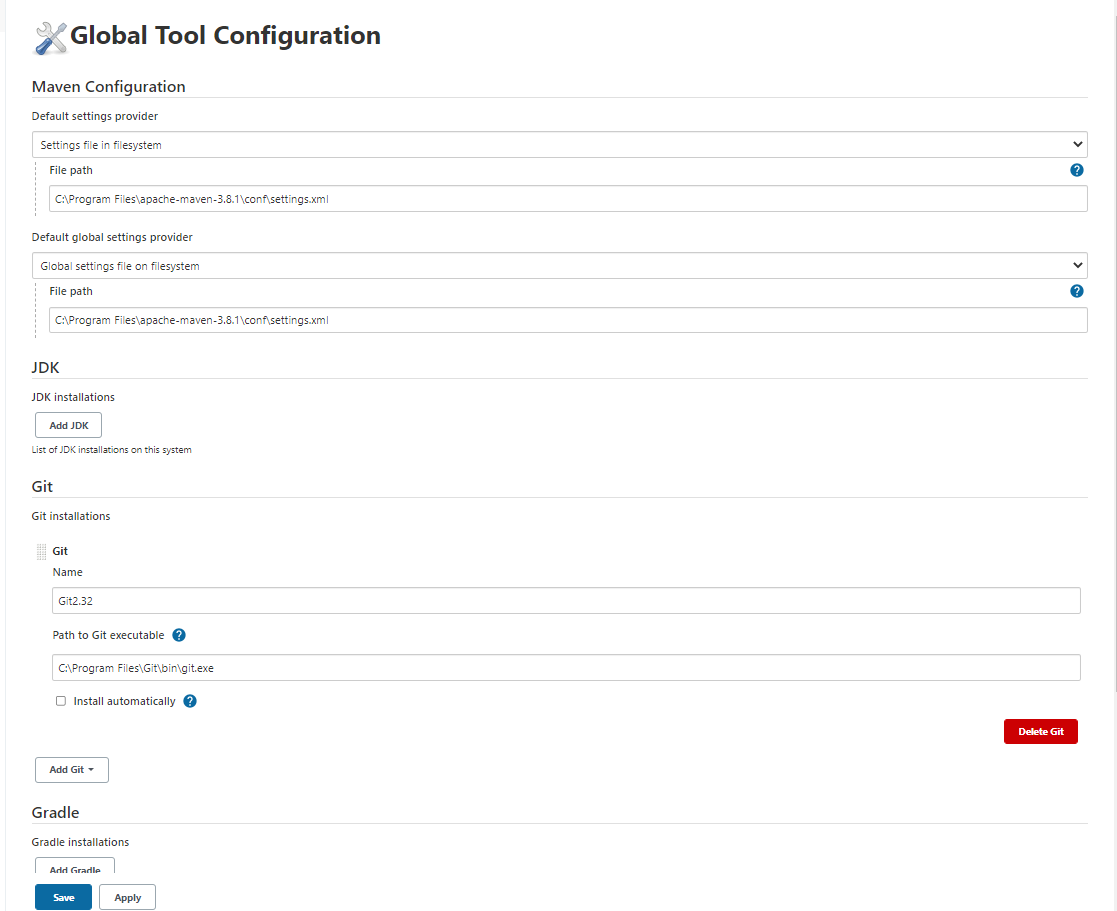 Global Tool Configuration
Maven Configuration
Default settings provider
Settings file in filesystem
File path
?
C:\Program Files\apache-maven-3.8.1\conf\settings.xml
Default global settings provider
Global settings file on filesystem
File path
?
C:\Program Files\apache-maven-3.8.1\conf\settings.xml
JDK
JDK installations
Add JDK
List of JDK installations on this system
Git
Git installations
Git
Name
Git2.32
Path to Git executable ?
C:\Program Files\Git\bin\git.exe
Install automatically ?
Delete Git
Add Git
Gradle
Gradle installations
Add Gradle
Save Apply